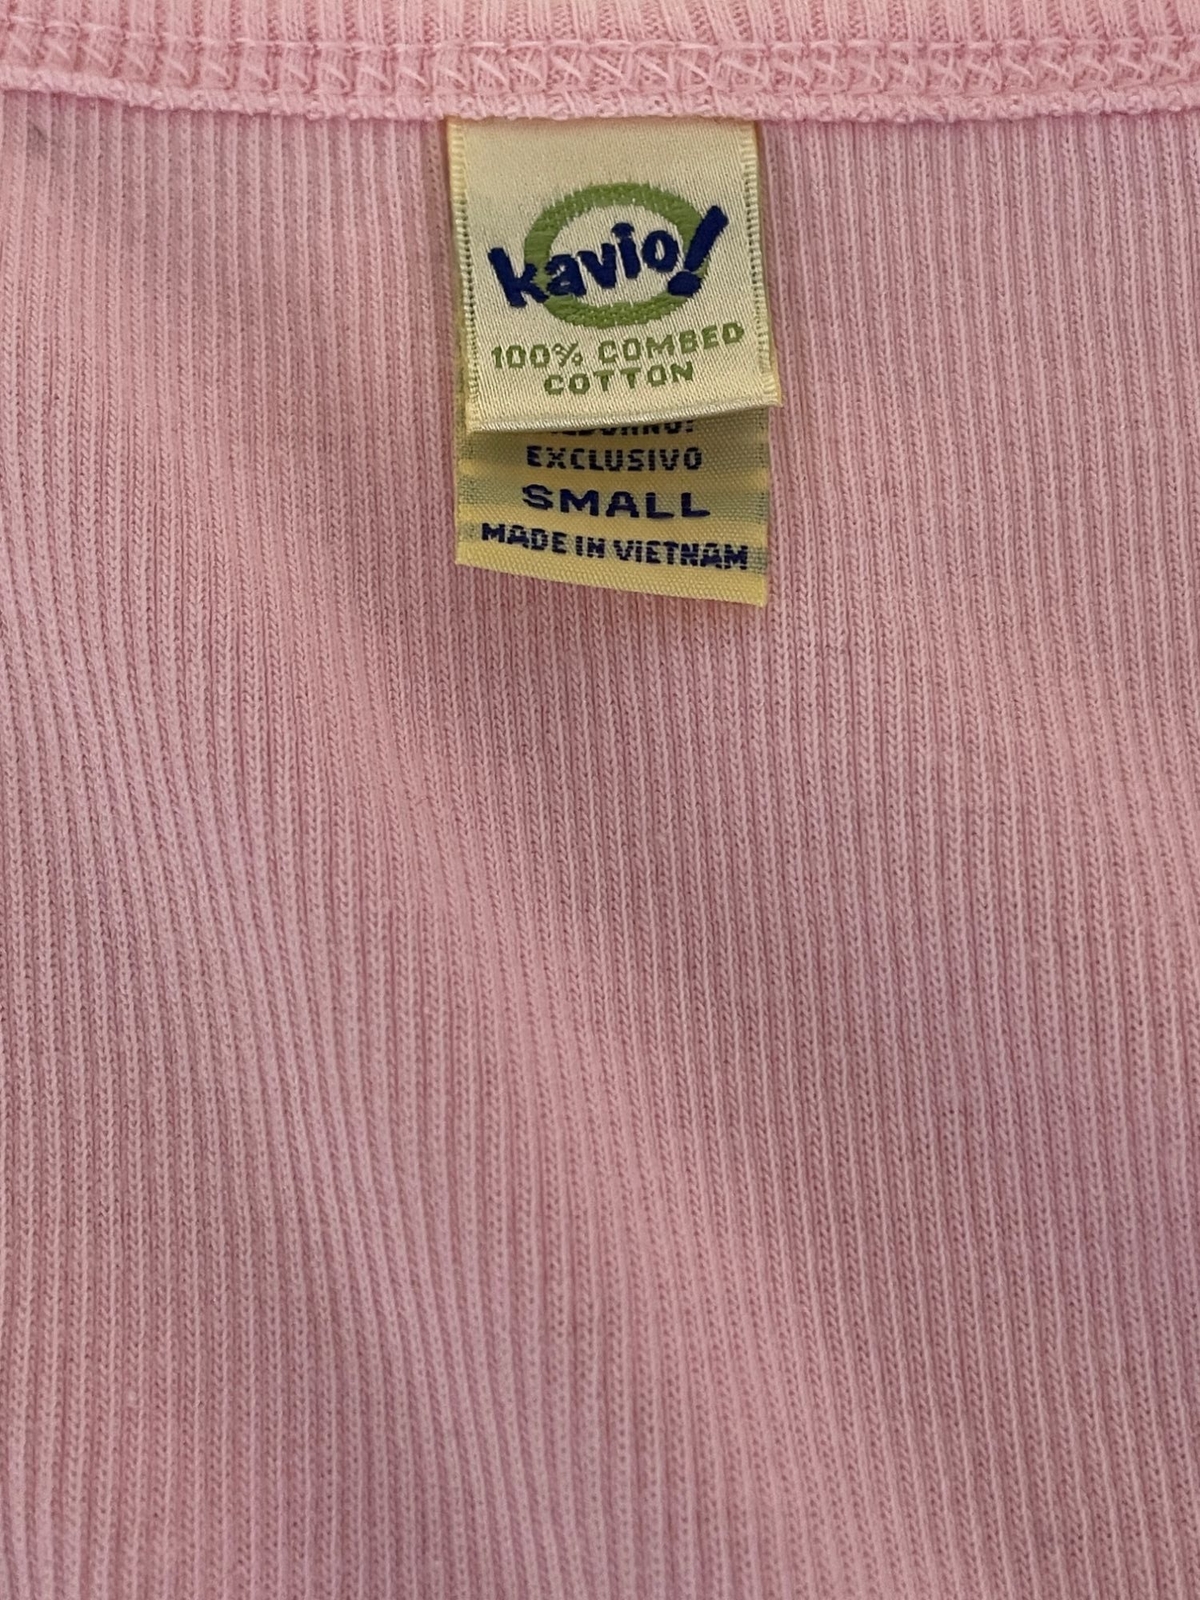 kavio!
100% COMBED
COTTON
EXCLUSIVO
SMALL
MADE IN VIETNAM